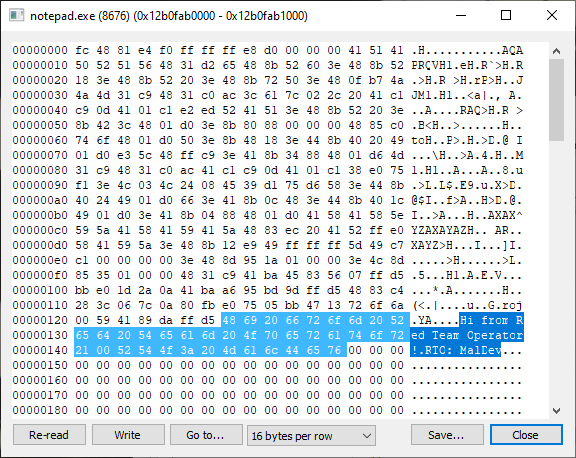 notepad.exe (8676) (0x12b0fab0000 - 0x12b0fab1000)
00000000 fc 48 81 e4 f0 ff ff ff e8 d0 00 00 00 41 51 41 .H...........AQA
00000010 50 52 51 56 48 31 d2 65 48 8b 52 60 3e 48 8b 52 PRQVH1.eH.R`>H.R
00000020 18 3e 48 8b 52 20 3e 48 8b 72 50 3e 48 0f b7 4a .>H.R >H.rP>H..J
00000030 4a 4d 31 c9 48 31 c0 ac 3c 61 7c 02 2c 20 41 c1 JM1.H1..<a|., A.
00000040 c9 0d 41 01 c1 e2 ed 52 41 51 3e 48 8b 52 20 3e ..A....RAQ>H.R >
00000050 8b 42 3c 48 01 d0 3e 8b 80 88 00 00 00 48 85 c0 .B<H..>......H..
00000060 74 6f 48 01 d0 50 3e 8b 48 18 3e 44 8b 40 20 49 toH..P>.H.>D.@ I
00000070 01 d0 e3 5c 48 ff c9 3e 41 8b 34 88 48 01 d6 4d ...\H..>A.4.H..M
00000080 31 c9 48 31 c0 ac 41 c1 c9 0d 41 01 c1 38 e0 75 1.H1..A...A..8.u
00000090 f1 3e 4c 03 4c 24 08 45 39 d1 75 d6 58 3e 44 8b .>L.L$.E9.u.X>D.
000000a0 40 24 49 01 d0 66 3e 41 8b 0c 48 3e 44 8b 40 1c @$I..f>A..H>D.@.
000000b0 49 01 d0 3e 41 8b 04 88 48 01 d0 41 58 41 58 5e I..>A...H..AXAX^
000000c0 59 5a 41 58 41 59 41 5a 48 83 ec 20 41 52 ff e0 YZAXAYAZH.. AR..
000000d0 58 41 59 5a 3e 48 8b 12 e9 49 ff ff ff 5d 49 c7 XAYZ>H...I...]I.
000000e0 c1 00 00 00 00 3e 48 8d 95 1a 01 00 00 3e 4c 8d .....>H......>L.
000000f0 85 35 01 00 00 48 31 c9 41 ba 45 83 56 07 ff d5 .5...H1.A.E.V...
00000100 bb e0 1d 2a 0a 41 ba a6 95 bd 9d ff d5 48 83 c4 ...*.A.......H..
00000110 28 3c 06 7c 0a 80 fb e0 75 05 bb 47 13 72 6f 6a (<.|....u..G.roj
00000120 00 59 41 89 da ff d5 48 69 20 66 72 6f 6d 20 52 .YA....Hi from R
00000130 65 64 20 54 65 61 6d 20 4f 70 65 72 61 74 6f 72 ed Team Operator
00000140 21 00 52 54 4f 3a 20 4d 61 6c 44 65 76 00 00 00 !.RTO: MalDev...
00000150 00 00 00 00 00 00 00 00 00 00 00 00 00 00 00 00 ................
00000160 00 00 00 00 00 00 00 00 00 00 00 00 00 00 00 00 ................
00000170 00 00 00 00 00 00 00 00 00 00 00 00 00 00 00 00 ................
00000180 00 00 00 00 00 00 00 00 00 00 00 00 00 00 00 00 ................
Re-read Write Go to... 16 bytes per row Save... Close